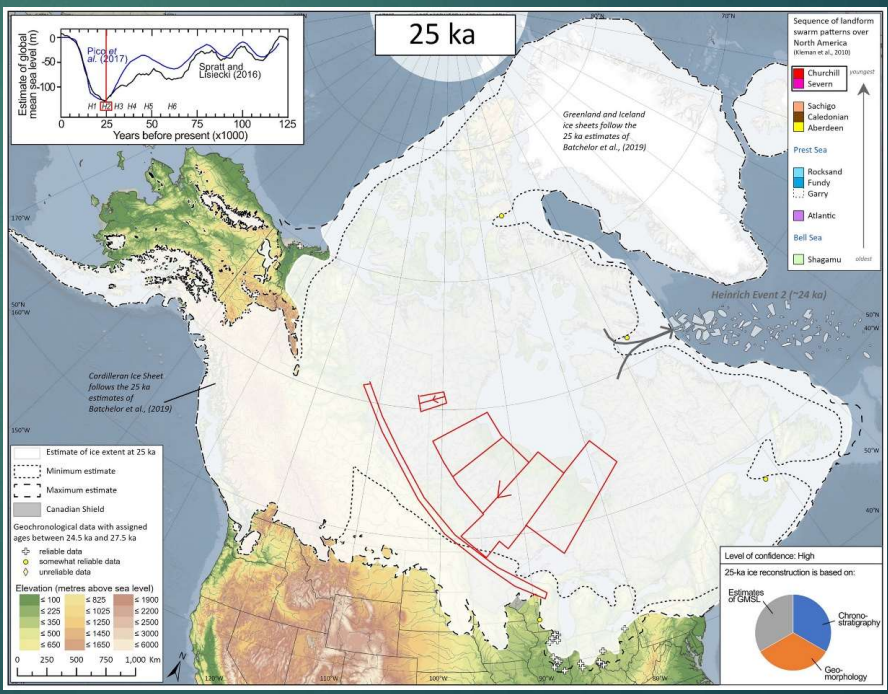 25 ka
Estimate of global
mean sea level (m)
0
-50
-100
Pico et
al. (2017)
Spratt and
Lisiecki (2016)
H1 H2 H3 H4 H5 H6
0 25 50 75 100 125
Years before present (x1000)
Sequence of landform
swarm patterns over
North America
(Kleman et al., 2010)
Churchill
youngest
Severn
Sachigo
Caledonian
Aberdeen
Prest Sea
Rocksand
Fundy
Garry
Atlantic
Bell Sea
Shagamu
oldest
Greenland and Iceland
ice sheets follow the
25 ka estimates of
Batchelor et al., (2019)
Heinrich Event 2 (~24 ka)
Cordilleran Ice Sheet
follows the 25 ka
estimates of
Batchelor et al., (2019)
170°W
160°W
150°W
50°N
70°N
50°N
40°W
50°W
40°N
120°W
100°W
80°W
Estimate of ice extent at 25 ka
Minimum estimate
Maximum estimate
Canadian Shield
Geochronological data with assigned
ages between 24.5 ka and 27.5 ka
reliable data
somewhat reliable data
unreliable data
Elevation (metres above sea level)
≤ 100 ≤ 825 ≤ 1900
≤ 225 ≤ 1025 ≤ 2200
≤ 350 ≤ 1250 ≤ 2500
≤ 500 ≤ 1450 ≤ 3000
≤ 650 ≤ 1650 ≤ 6000
0 250 500 750 1,000 Km
N
Level of confidence: High
25-ka ice reconstruction is based on:
Estimates
of GMSL
Chrono-
stratigraphy
Geo-
morphology